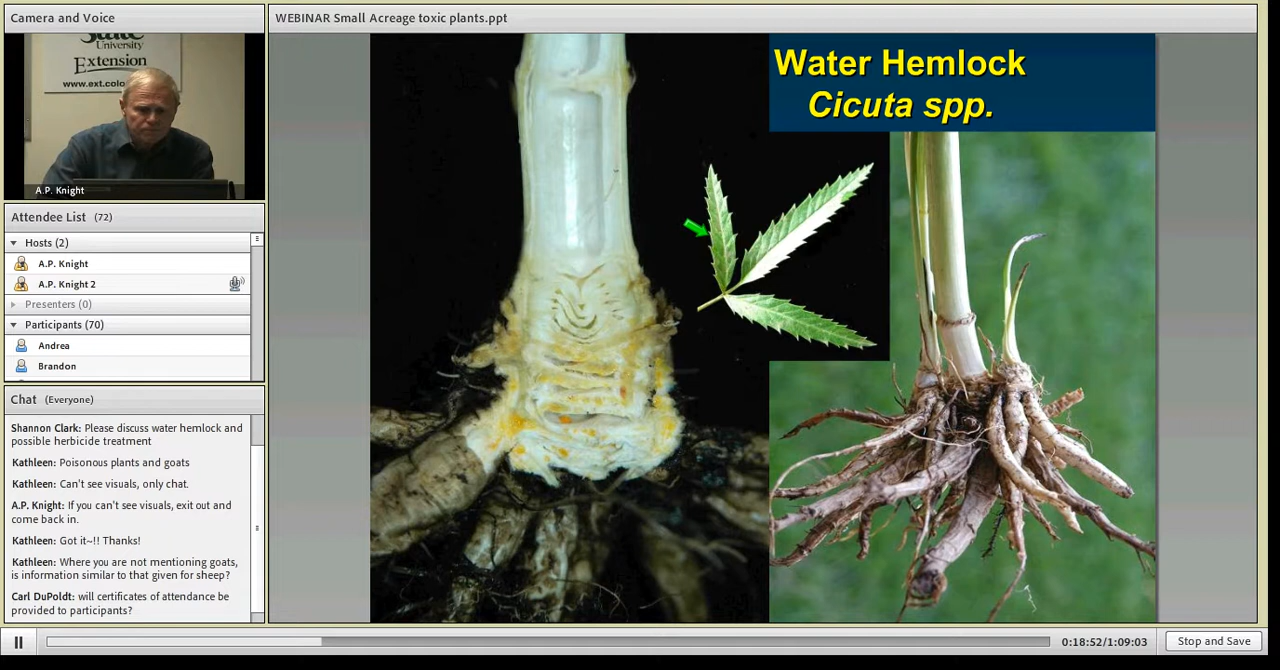 Camera and Voice
State
University
Extension
A.P. Knight
Attendee List (72)
Hosts (2)
A.P. Knight
A.P. Knight 2
Presenters (0)
Participants (70)
Andrea
Brandon
Chat (Everyone)
Shannon Clark: Please discuss water hemlock and
possible herbicide treatment
Kathleen: Poisonous plants and goats
Kathleen: Can't see visuals, only chat.
A.P. Knight: If you can't see visuals, exit out and
come back in.
Kathleen: Got it~!! Thanks!
Kathleen: Where you are not mentioning goats,
is information similar to that given for sheep?
Carl DuPoldt: will certificates of attendance be
provided to participants?
WEBINAR Small Acreage toxic plants.ppt
Water Hemlock
Cicuta spp.
0:18:52/1:09:03
Stop and Save